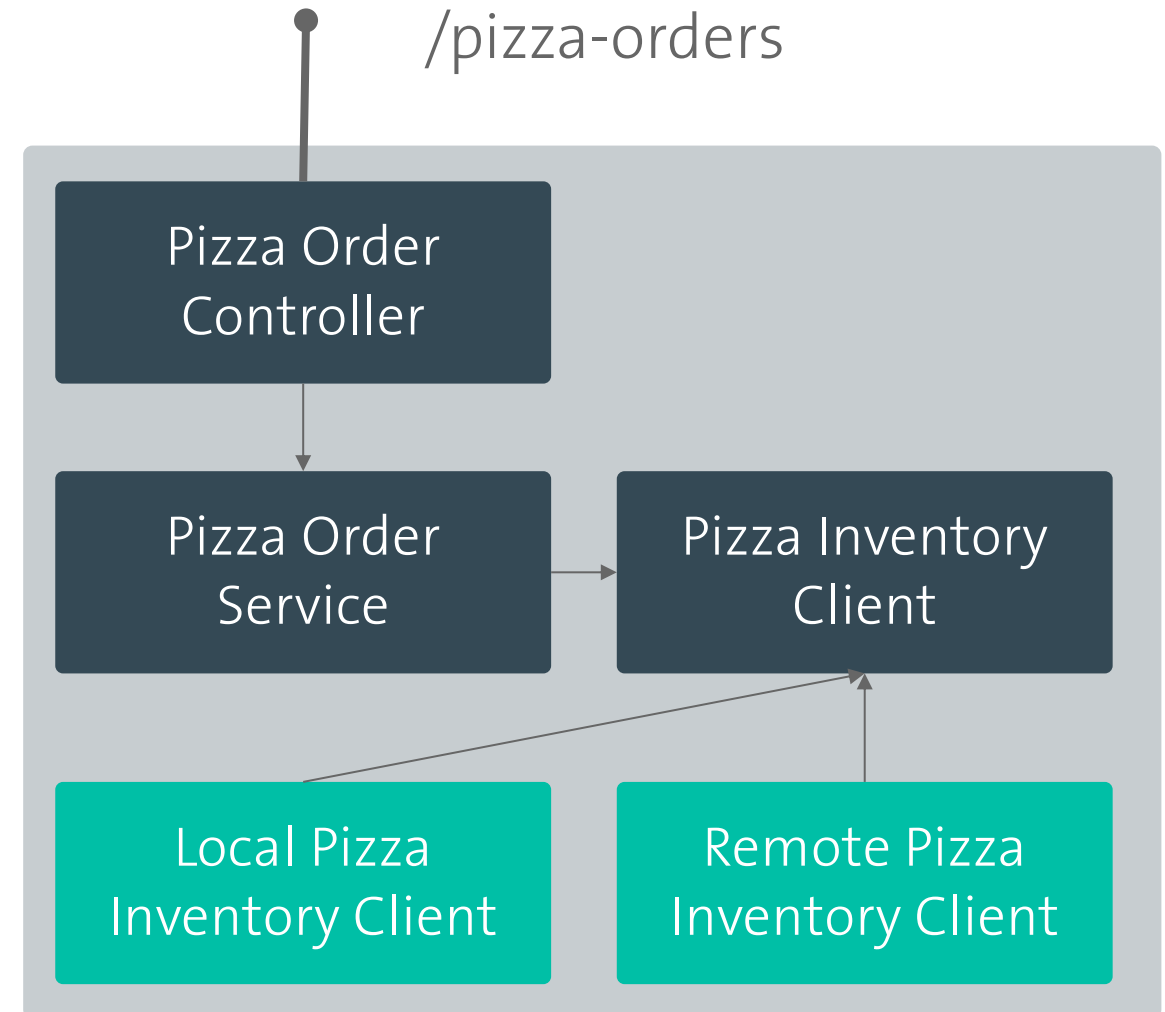 /pizza-orders
Pizza Order
Controller
Pizza Order
Service
Pizza Inventory
Client
Local Pizza
Inventory Client
Remote Pizza
Inventory Client